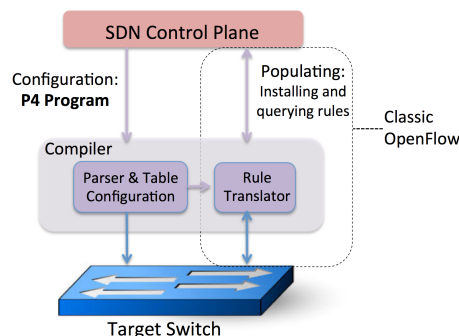 SDN Control Plane
Configuration:
P4 Program
Populating:
Installing and
querying rules
Classic
OpenFlow
Compiler
Parser & Table
Configuration
Rule
Translator
Target Switch